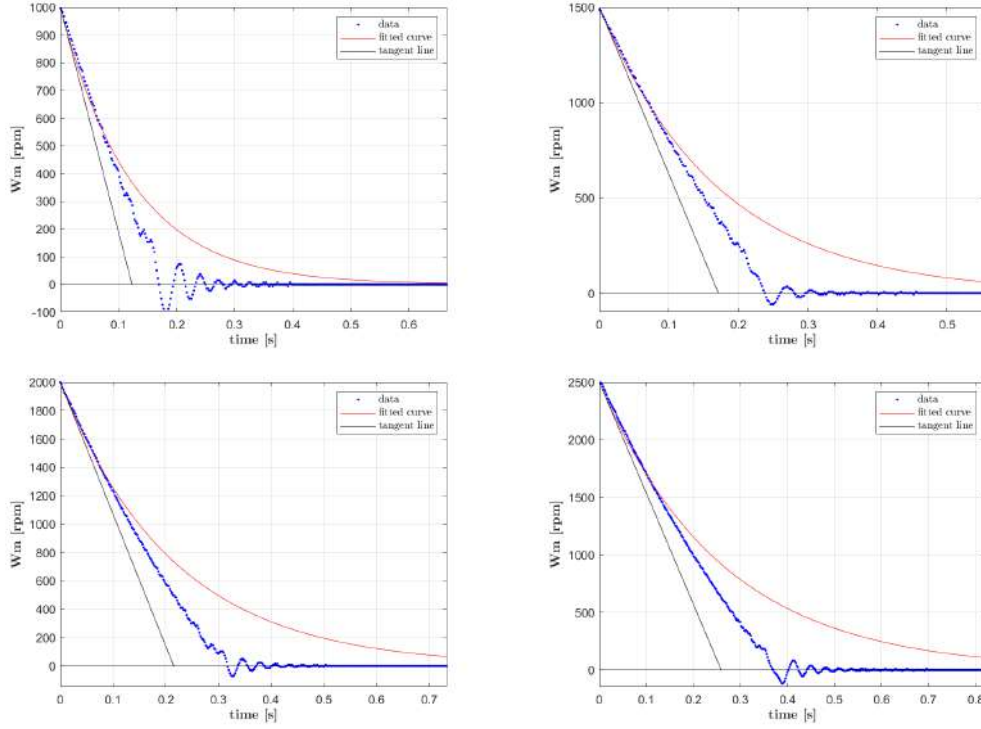 1000
900
800
700
600
500
400
300
200
100
0
-100
Wm [rpm]
0 0.1 0.2 0.3 0.4 0.5 0.6
time [s]
data
fitted curve
tangent line
1500
1000
500
0
Wm [rpm]
0 0.1 0.2 0.3 0.4 0.5
time [s]
data
fitted curve
tangent line
2000
1800
1600
1400
1200
1000
800
600
400
200
0
Wm [rpm]
0 0.1 0.2 0.3 0.4 0.5 0.6 0.7
time [s]
data
fitted curve
tangent line
2500
2000
1500
1000
500
0
Wm [rpm]
0 0.1 0.2 0.3 0.4 0.5 0.6 0.7 0.8
time [s]
data
fitted curve
tangent line